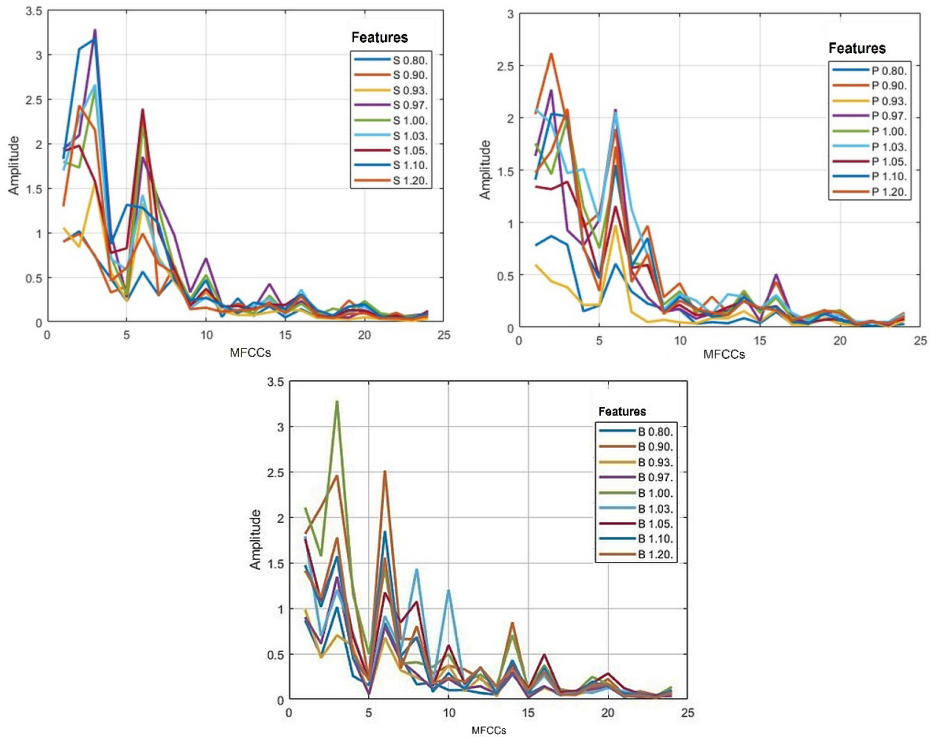 3.5
3
2.5
2
1.5
1
0.5
0
Amplitude
0 5 10 15 20 25
MFCCs
Features
S 0.80.
S 0.90.
S 0.93.
S 0.97.
S 1.00.
S 1.03.
S 1.05.
S 1.10.
S 1.20.
3
2.5
2
1.5
1
0.5
0
Amplitude
0 5 10 15 20 25
MFCCs
Features
P 0.80.
P 0.90.
P 0.93.
P 0.97.
P 1.00.
P 1.03.
P 1.05.
P 1.10.
P 1.20.
3.5
3
2.5
2
1.5
1
0.5
0
Amplitude
0 5 10 15 20 25
MFCCs
Features
B 0.80.
B 0.90.
B 0.93.
B 0.97.
B 1.00.
B 1.03.
B 1.05.
B 1.10.
B 1.20.